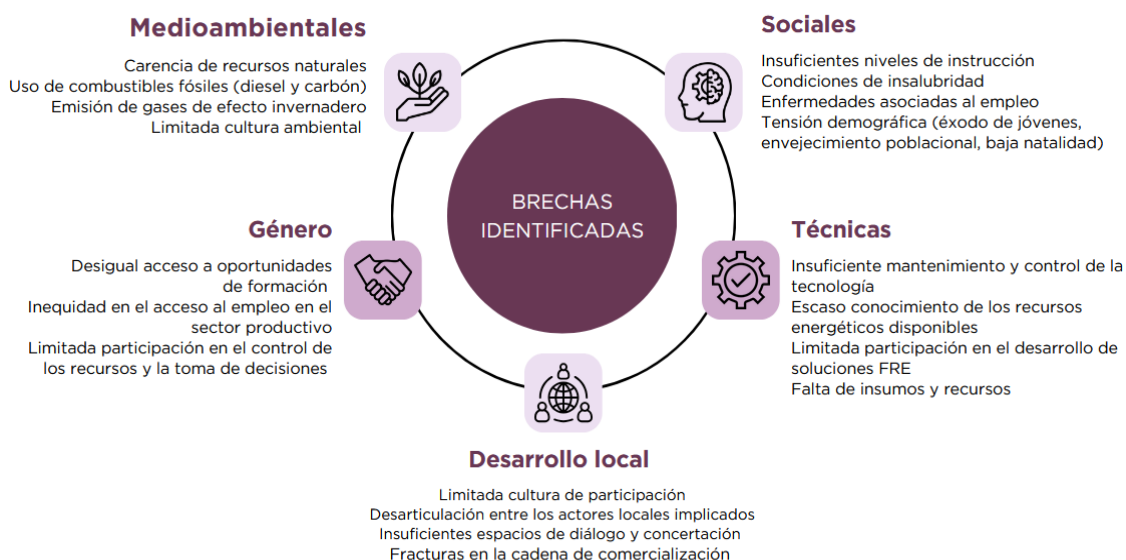 Medioambientales
Carencia de recursos naturales
Uso de combustibles fósiles (diesel y carbón)
Emisión de gases de efecto invernadero
Limitada cultura ambiental
Sociales
Insuficientes niveles de instrucción
Condiciones de insalubridad
Enfermedades asociadas al empleo
Tensión demográfica (éxodo de jóvenes,
envejecimiento poblacional, baja natalidad)
BRECHAS
IDENTIFICADAS
Género
Desigual acceso a oportunidades
de formación
Inequidad en el acceso al empleo en el
sector productivo
Limitada participación en el control de
los recursos y la toma de decisiones
Técnicas
Insuficiente mantenimiento y control de la
tecnología
Escaso conocimiento de los recursos
energéticos disponibles
Limitada participación en el desarrollo de
soluciones FRE
Falta de insumos y recursos
Desarrollo local
Limitada cultura de participación
Desarticulación entre los actores locales implicados
Insuficientes espacios de diálogo y concertación
Fracturas en la cadena de comercialización